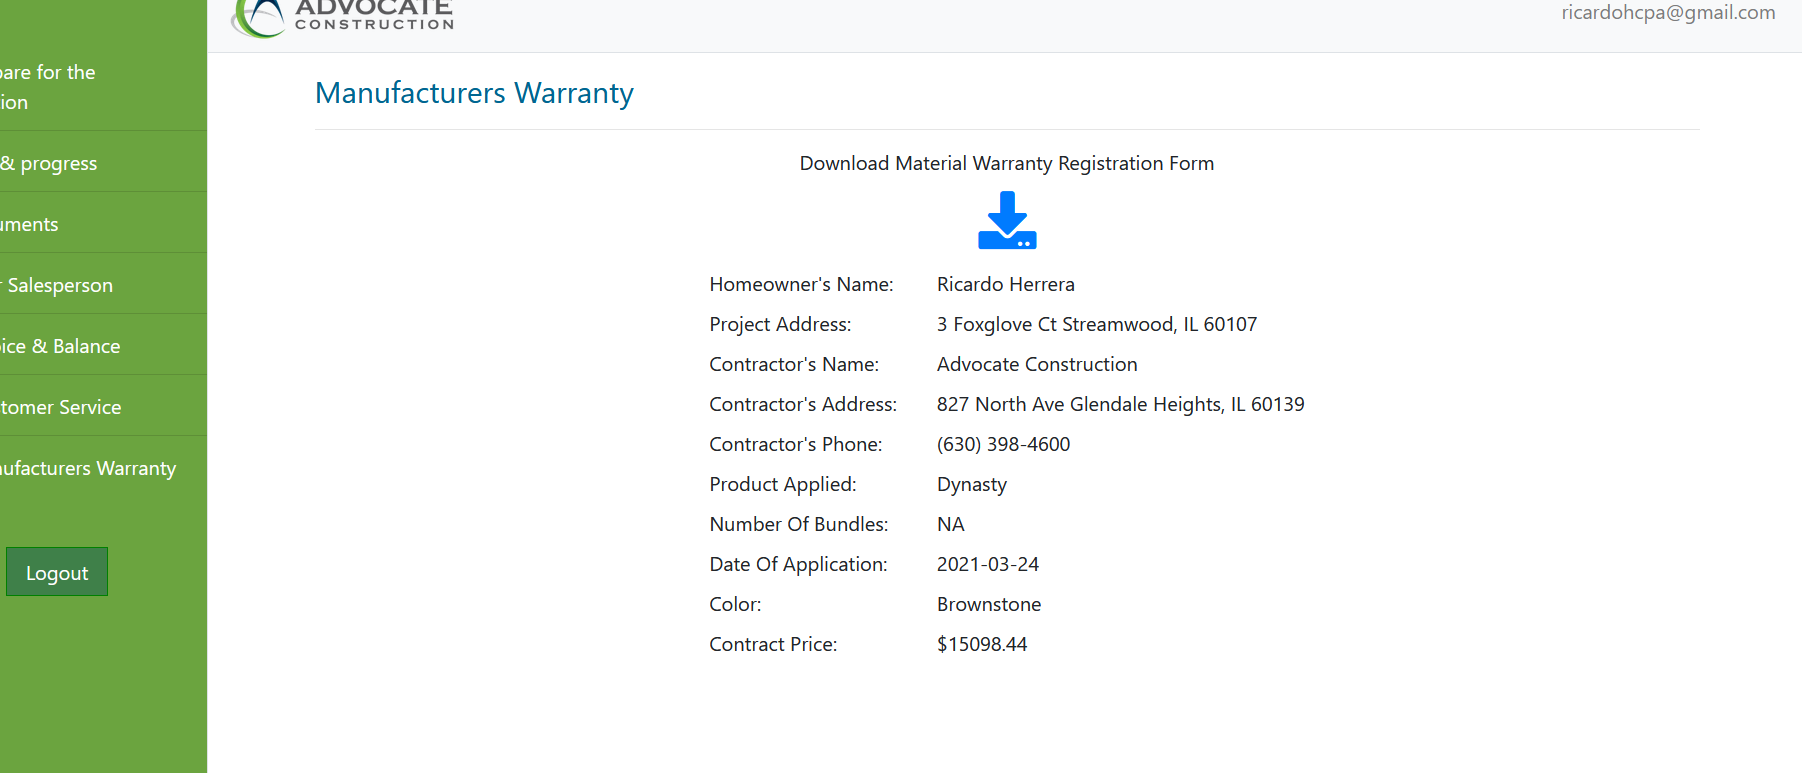 ADVOCATE
CONSTRUCTION
ricardohcpa@gmail.com
are for the
ion
& progress
ments
Salesperson
ice & Balance
tomer Service
ufacturers Warranty
Logout
Manufacturers Warranty
Download Material Warranty Registration Form
Homeowner's Name: Ricardo Herrera
Project Address: 3 Foxglove Ct Streamwood, IL 60107
Contractor's Name: Advocate Construction
Contractor's Address: 827 North Ave Glendale Heights, IL 60139
Contractor's Phone: (630) 398-4600
Product Applied: Dynasty
Number Of Bundles: NA
Date Of Application: 2021-03-24
Color: Brownstone
Contract Price: $15098.44